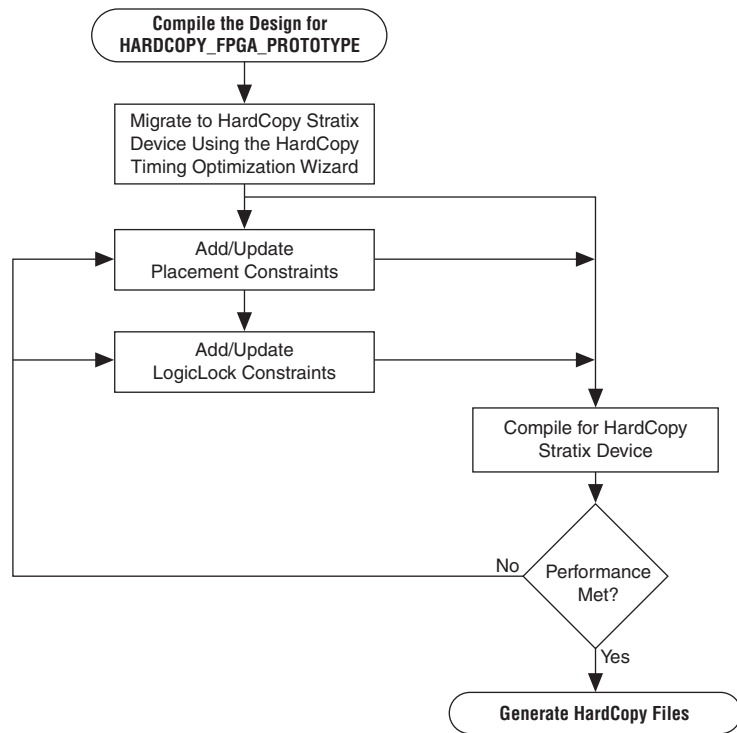 Compile the Design for
HARDCOPY_FPGA_PROTOTYPE
Migrate to HardCopy Stratix
Device Using the HardCopy
Timing Optimization Wizard
Add/Update
Placement Constraints
Add/Update
LogicLock Constraints
Compile for HardCopy
Stratix Device
No
Performance
Met?
Yes
Generate HardCopy Files